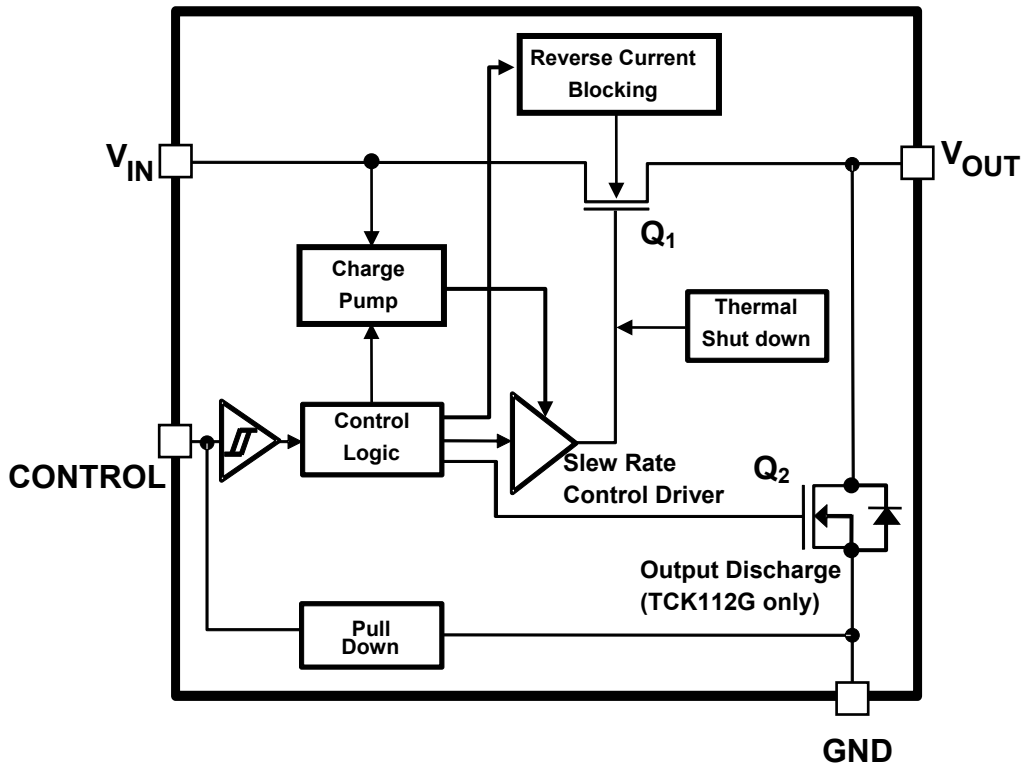 Reverse Current
Blocking
VIN
VOUT
Q1
Charge
Pump
Thermal
Shut down
Control
Logic
CONTROL
Slew Rate
Control Driver
Q2
Output Discharge
(TCK112G only)
Pull
Down
GND